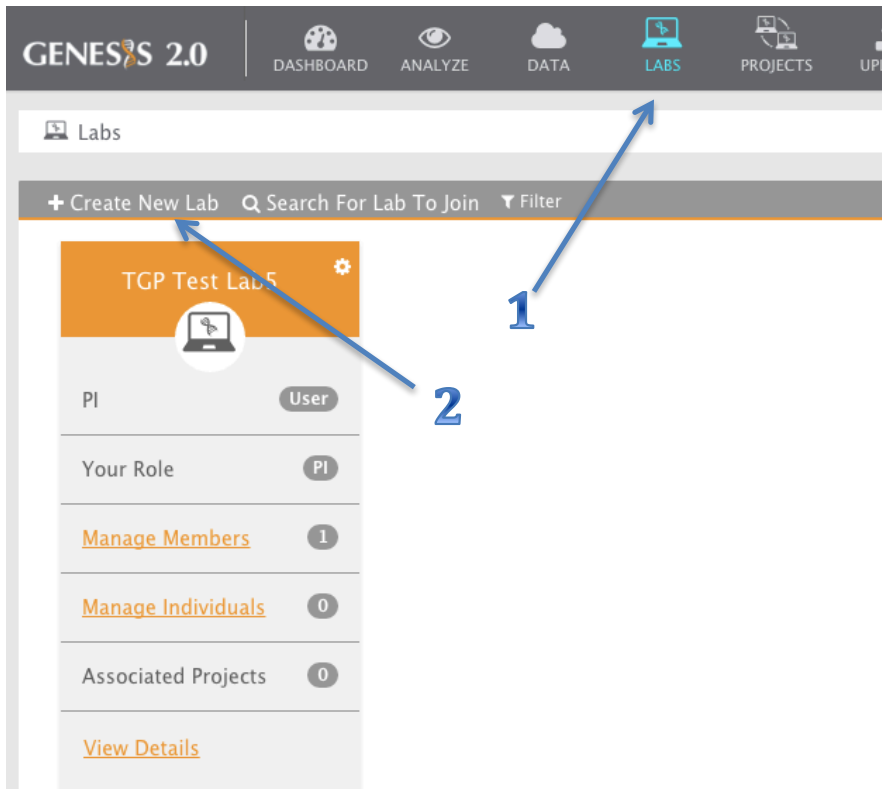 GENESIS 2.0
DASHBOARD
ANALYZE
DATA
LABS
PROJECTS
Labs
Create New Lab
Search For Lab To Join
Filter
TGP Test Lab5
1
PI
User
2
Your Role
PI
Manage Members
1
Manage Individuals
0
Associated Projects
0
View Details